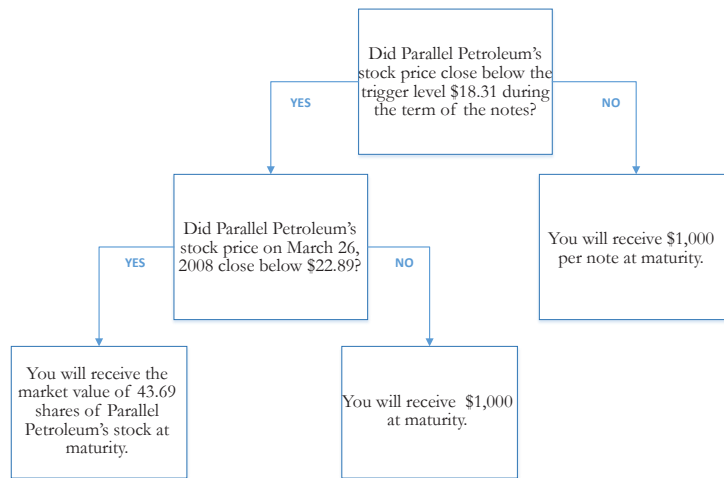 Did Parallel Petroleum's
stock price close below the
trigger level $18.31 during
the term of the notes?
YES
NO
Did Parallel Petroleum's
stock price on March 26,
2008 close below $22.89?
You will receive $1,000
per note at maturity.
YES
NO
You will receive the
market value of 43.69
shares of Parallel
Petroleum's stock at
maturity.
You will receive $1,000
at maturity.